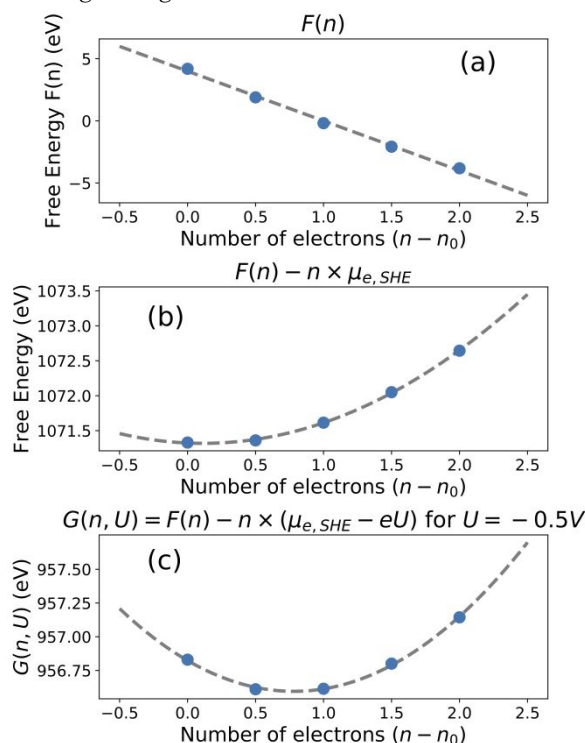 F(n)
(a)
Free Energy F(n) (eV)
5
0
−5
−0.5 0.0 0.5 1.0 1.5 2.0 2.5
Number of electrons (n − n₀)
F(n) − n × μₑ,SHE
(b)
Free Energy (eV)
1073.5
1073.0
1072.5
1072.0
1071.5
−0.5 0.0 0.5 1.0 1.5 2.0 2.5
Number of electrons (n − n₀)
G(n, U) = F(n) − n × (μₑ,SHE − eU) for U = −0.5V
(c)
G(n, U) (eV)
957.50
957.25
957.00
956.75
−0.5 0.0 0.5 1.0 1.5 2.0 2.5
Number of electrons (n − n₀)